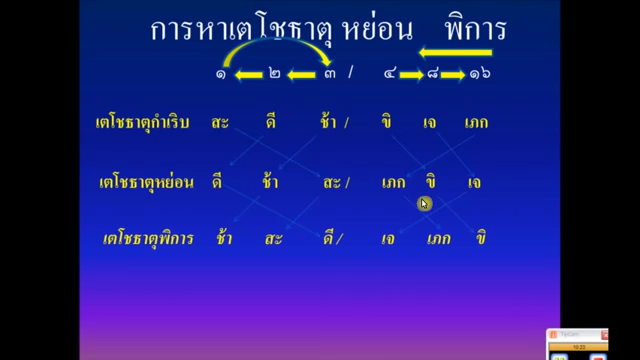 การหาเตโชธาตุ หย่อน พิการ
๑ ๒ ๓ / ๔ ๘ ๑๖
เตโชธาตุกำเริบ สะ ดี ช้า / ขิ เจ เภก
เตโชธาตุหย่อน ดี ช้า สะ / เภก ขิ เจ
เตโชธาตุพิการ ช้า สะ ดี / เจ เภก ขิ
10:23